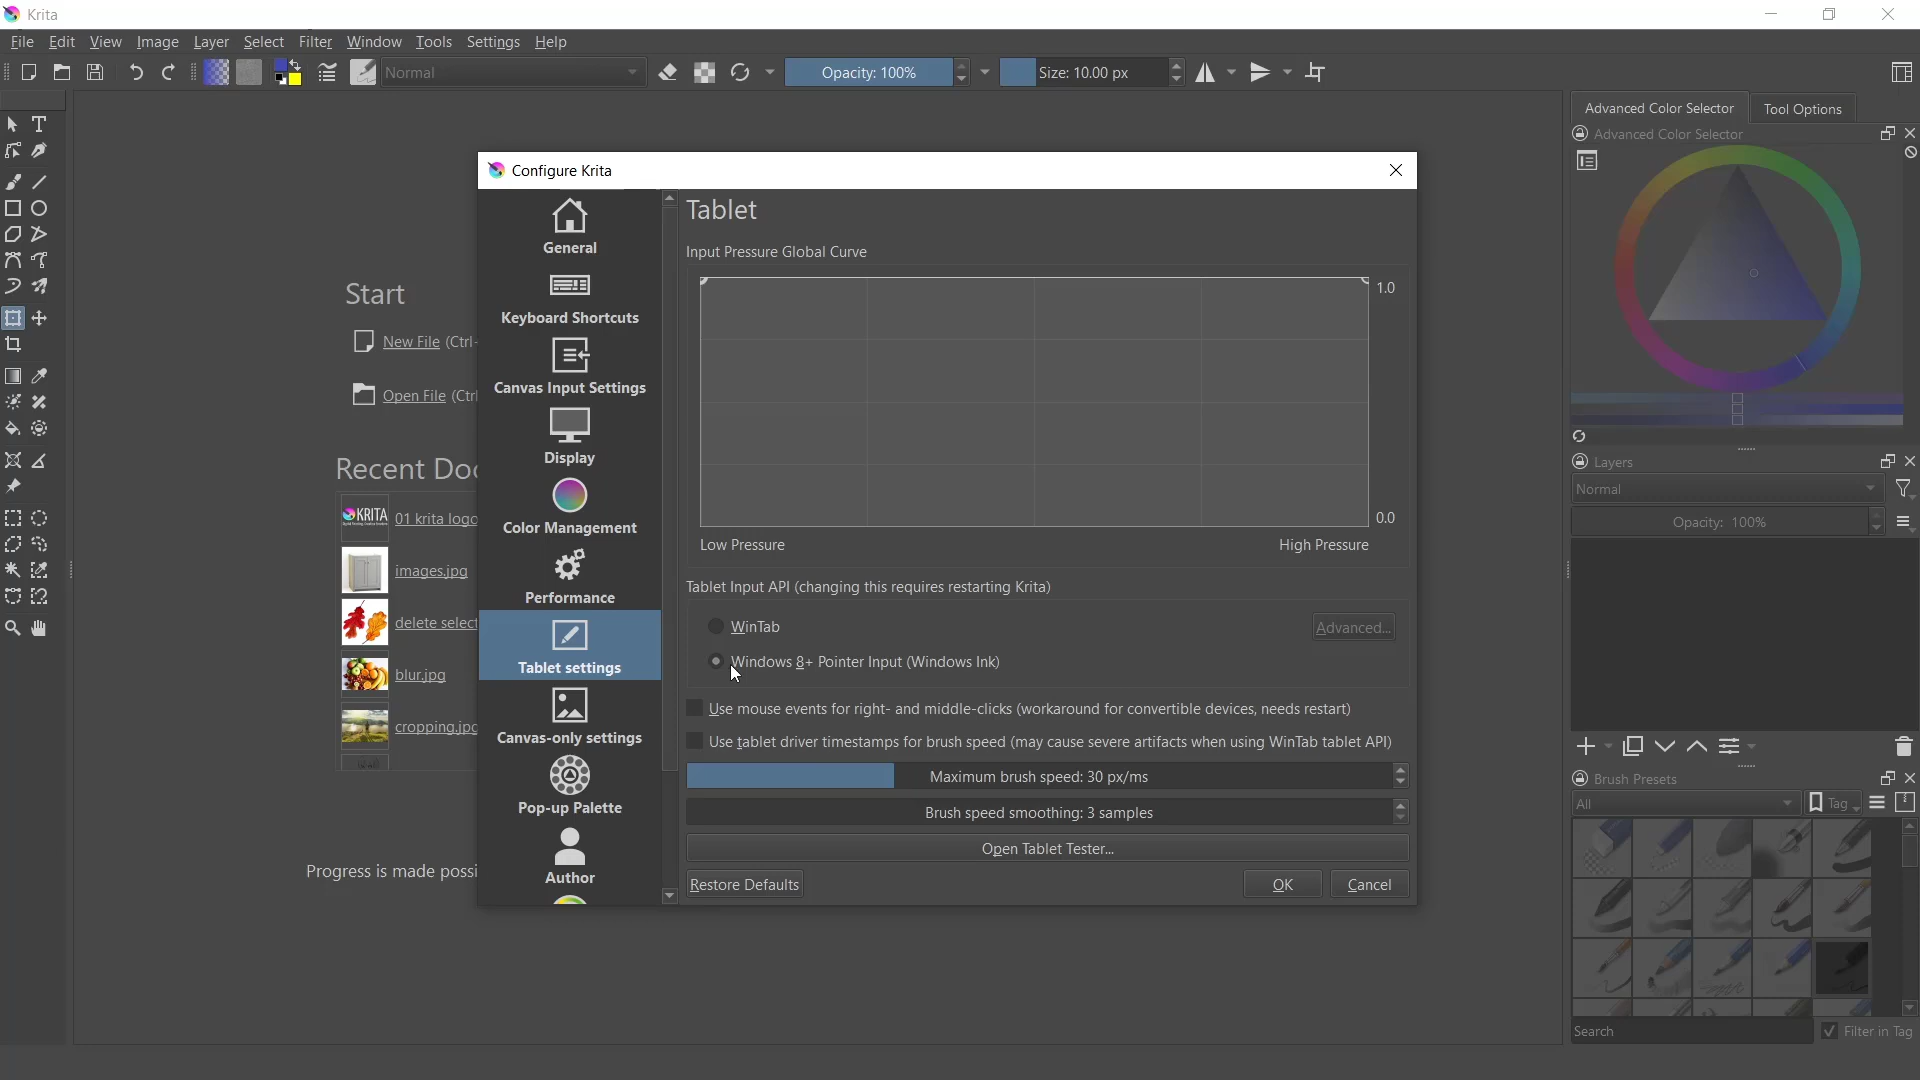 Krita
File Edit View Image Layer Select Filter Window Tools Settings Help
Normal
Opacity: 100%
Size: 10.00 px
Advanced Color Selector
Tool Options
Advanced Color Selector
Start
New File (Ctrl-
Open File (Ctrl
Recent Doc
01 krita logo
images.jpg
delete select
blur.jpg
cropping.jpg
Progress is made possi
Configure Krita
General
Keyboard Shortcuts
Canvas Input Settings
Display
Color Management
Performance
Tablet settings
Canvas-only settings
Pop-up Palette
Author
Tablet
Input Pressure Global Curve
1.0
0.0
Low Pressure
High Pressure
Tablet Input API (changing this requires restarting Krita)
WinTab
Advanced...
Windows 8+ Pointer Input (Windows Ink)
Use mouse events for right- and middle-clicks (workaround for convertible devices, needs restart)
Use tablet driver timestamps for brush speed (may cause severe artifacts when using WinTab tablet API)
Maximum brush speed: 30 px/ms
Brush speed smoothing: 3 samples
Open Tablet Tester...
Restore Defaults
OK
Cancel
Layers
Normal
Opacity: 100%
Brush Presets
All
Tag
Search
Filter in Tag